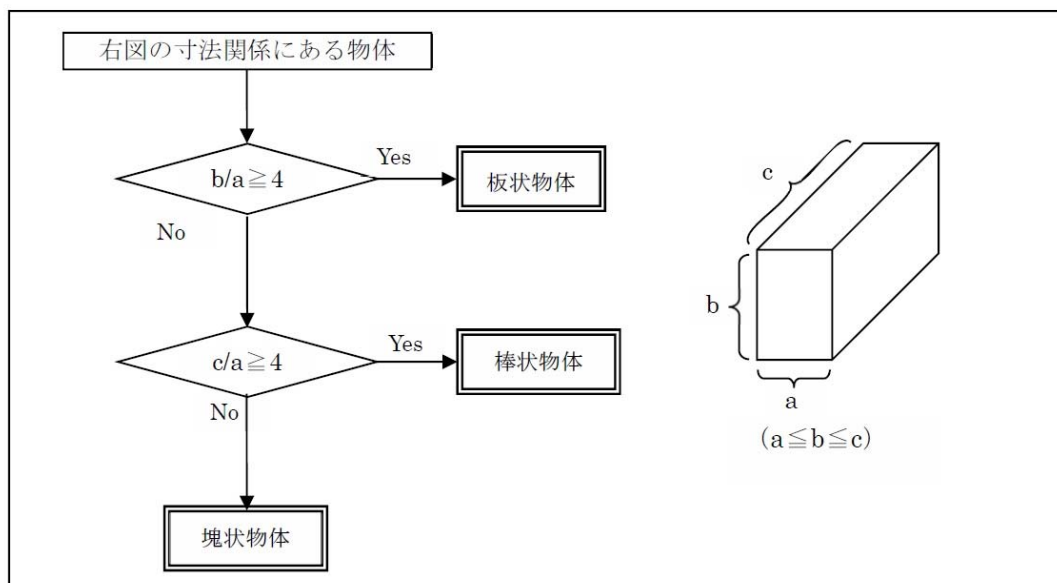 右図の寸法関係にある物体
b/a≧4
Yes
板状物体
No
c/a≧4
Yes
棒状物体
No
塊状物体
c
b
a
(a≦b≦c)